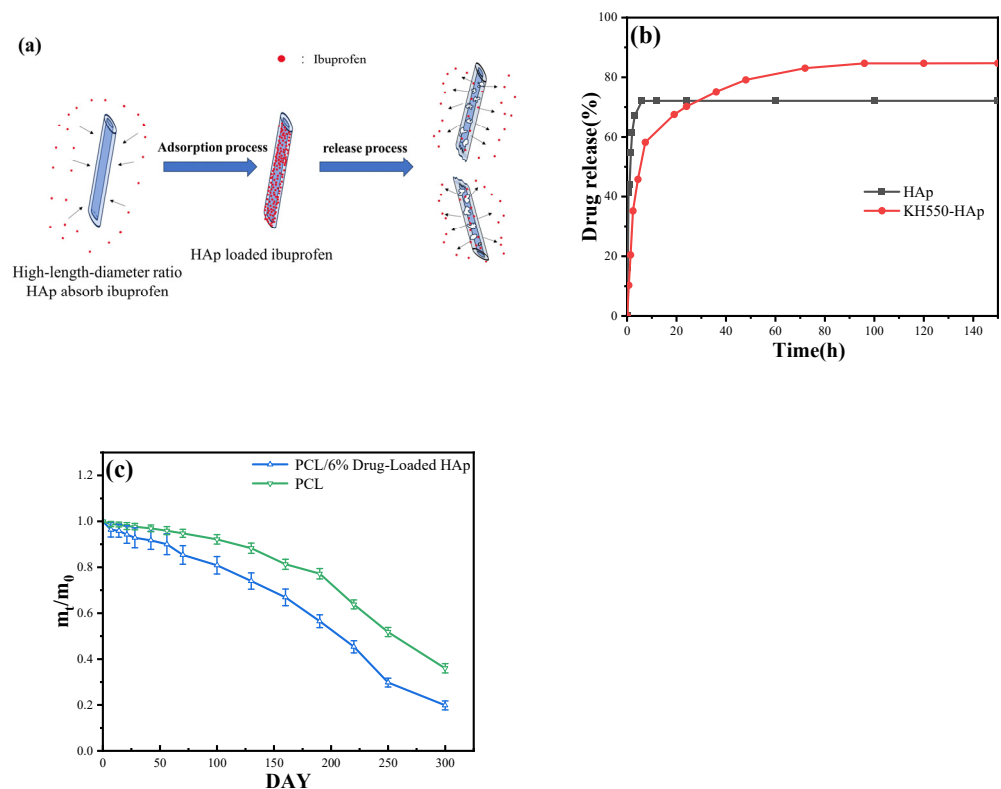 (a)
: Ibuprofen
Adsorption process
release process
HAp loaded ibuprofen
High-length-diameter ratio
HAp absorb ibuprofen
(b)
100
80
60
40
20
0
Drug release(%)
HAp
KH550-HAp
0 20 40 60 80 100 120 140
Time(h)
(c)
PCL/6% Drug-Loaded HAp
PCL
1.2
1.0
0.8
0.6
0.4
0.2
mt/m0
0 50 100 150 200 250 300
DAY